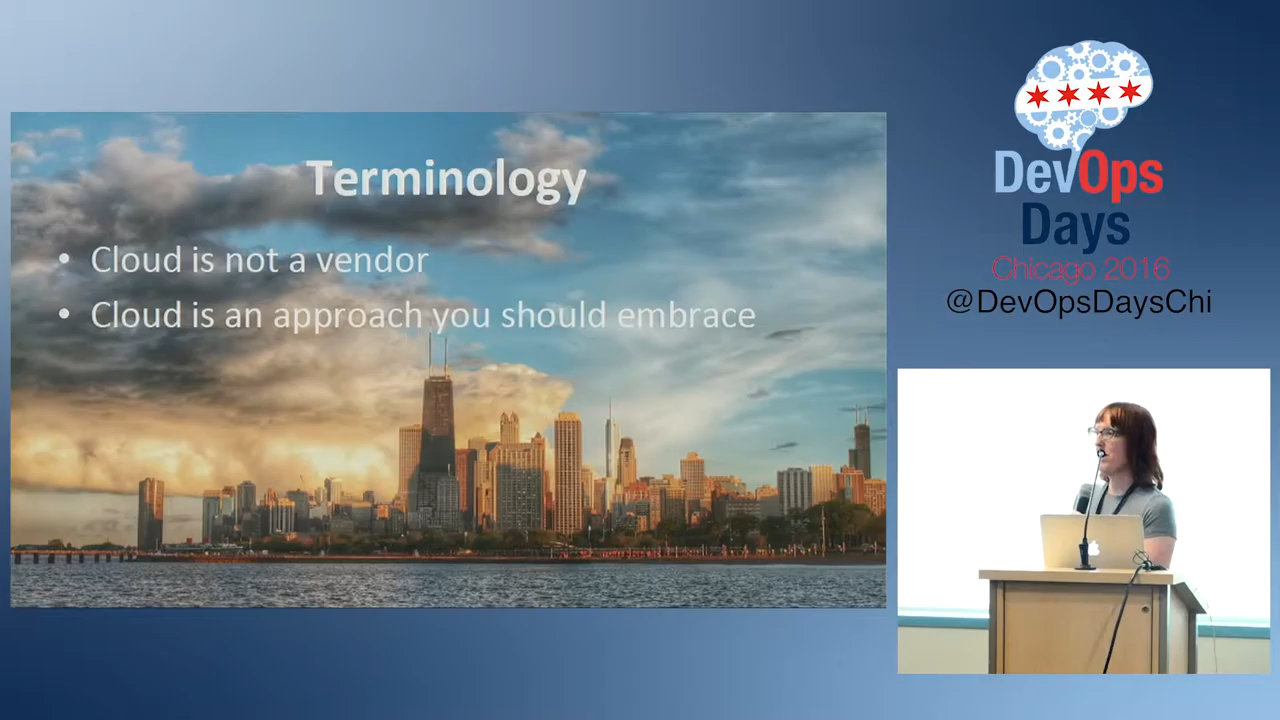 Terminology
• Cloud is not a vendor
• Cloud is an approach you should embrace
DevOps
Days
Chicago 2016
@DevOpsDaysChi